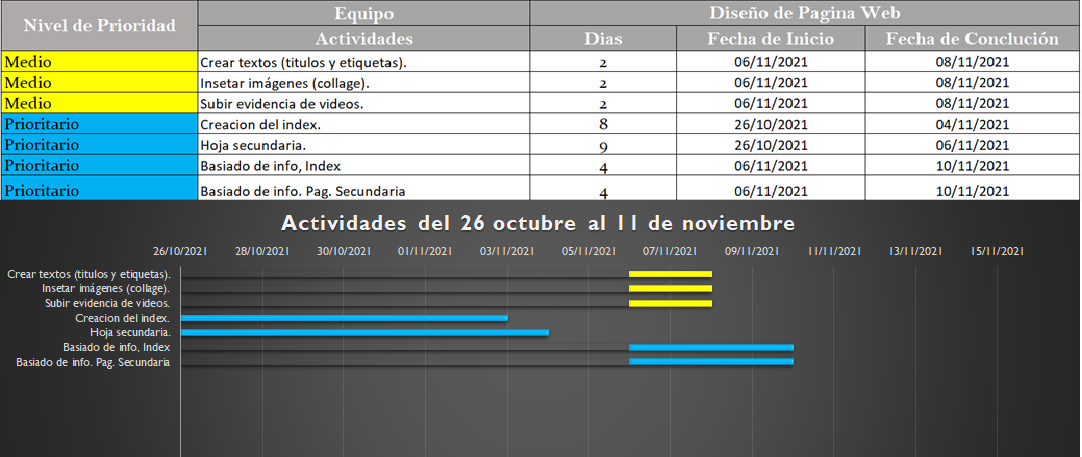 Nivel de Prioridad Equipo Diseño de Pagina Web
Actividades Dias Fecha de Inicio Fecha de Conclución
Medio Crear textos (titulos y etiquetas). 2 06/11/2021 08/11/2021
Medio Insetar imágenes (collage). 2 06/11/2021 08/11/2021
Medio Subir evidencia de videos. 2 06/11/2021 08/11/2021
Prioritario Creacion del index. 8 26/10/2021 04/11/2021
Prioritario Hoja secundaria. 9 26/10/2021 06/11/2021
Prioritario Basiado de info, Index 4 06/11/2021 10/11/2021
Prioritario Basiado de info. Pag. Secundaria 4 06/11/2021 10/11/2021
Actividades del 26 octubre al 11 de noviembre
26/10/2021 28/10/2021 30/10/2021 01/11/2021 03/11/2021 05/11/2021 07/11/2021 09/11/2021 11/11/2021 13/11/2021 15/11/2021
Crear textos (titulos y etiquetas).
Insetar imágenes (collage).
Subir evidencia de videos.
Creacion del index.
Hoja secundaria.
Basiado de info, Index
Basiado de info. Pag. Secundaria